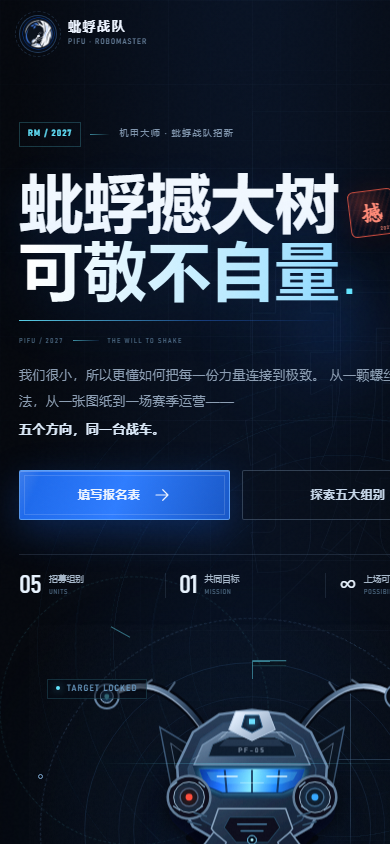 蚍蜉战队
PIFU · ROBOMASTER
RM / 2027
机甲大师 · 蚍蜉战队招新
蚍蜉撼大树
撼
可敬不自量.
PIFU / 2027
THE WILL TO SHAKE
我们很小，所以更懂如何把每一份力量连接到极致。 从一颗螺丝
法，从一张图纸到一场赛季运营——
五个方向，同一台战车。
填写报名表
探索五大组别
05 招募组别
UNITS
01 共同目标
MISSION
∞ 上场可
POSSIBI
TARGET LOCKED
PF-05